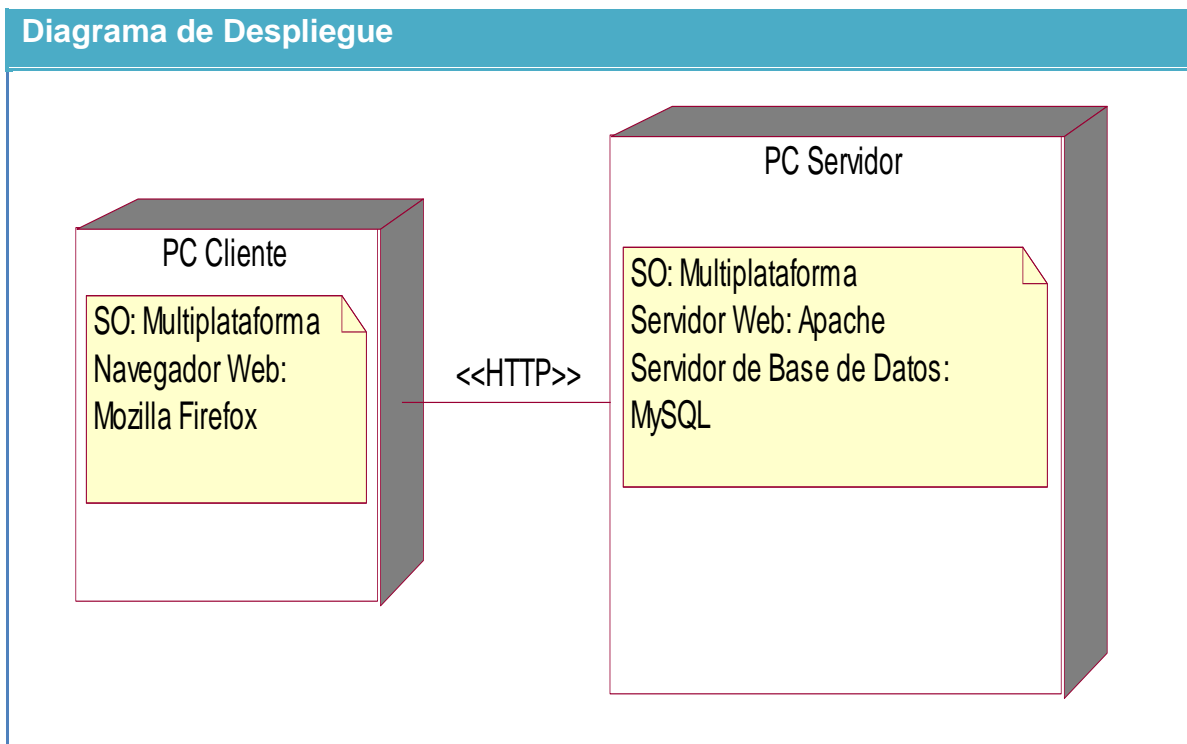 Diagrama de Despliegue
PC Servidor
PC Cliente
SO: Multiplataforma
Servidor Web: Apache
Servidor de Base de Datos:
MySQL
SO: Multiplataforma
Navegador Web:
Mozilla Firefox
<<HTTP>>